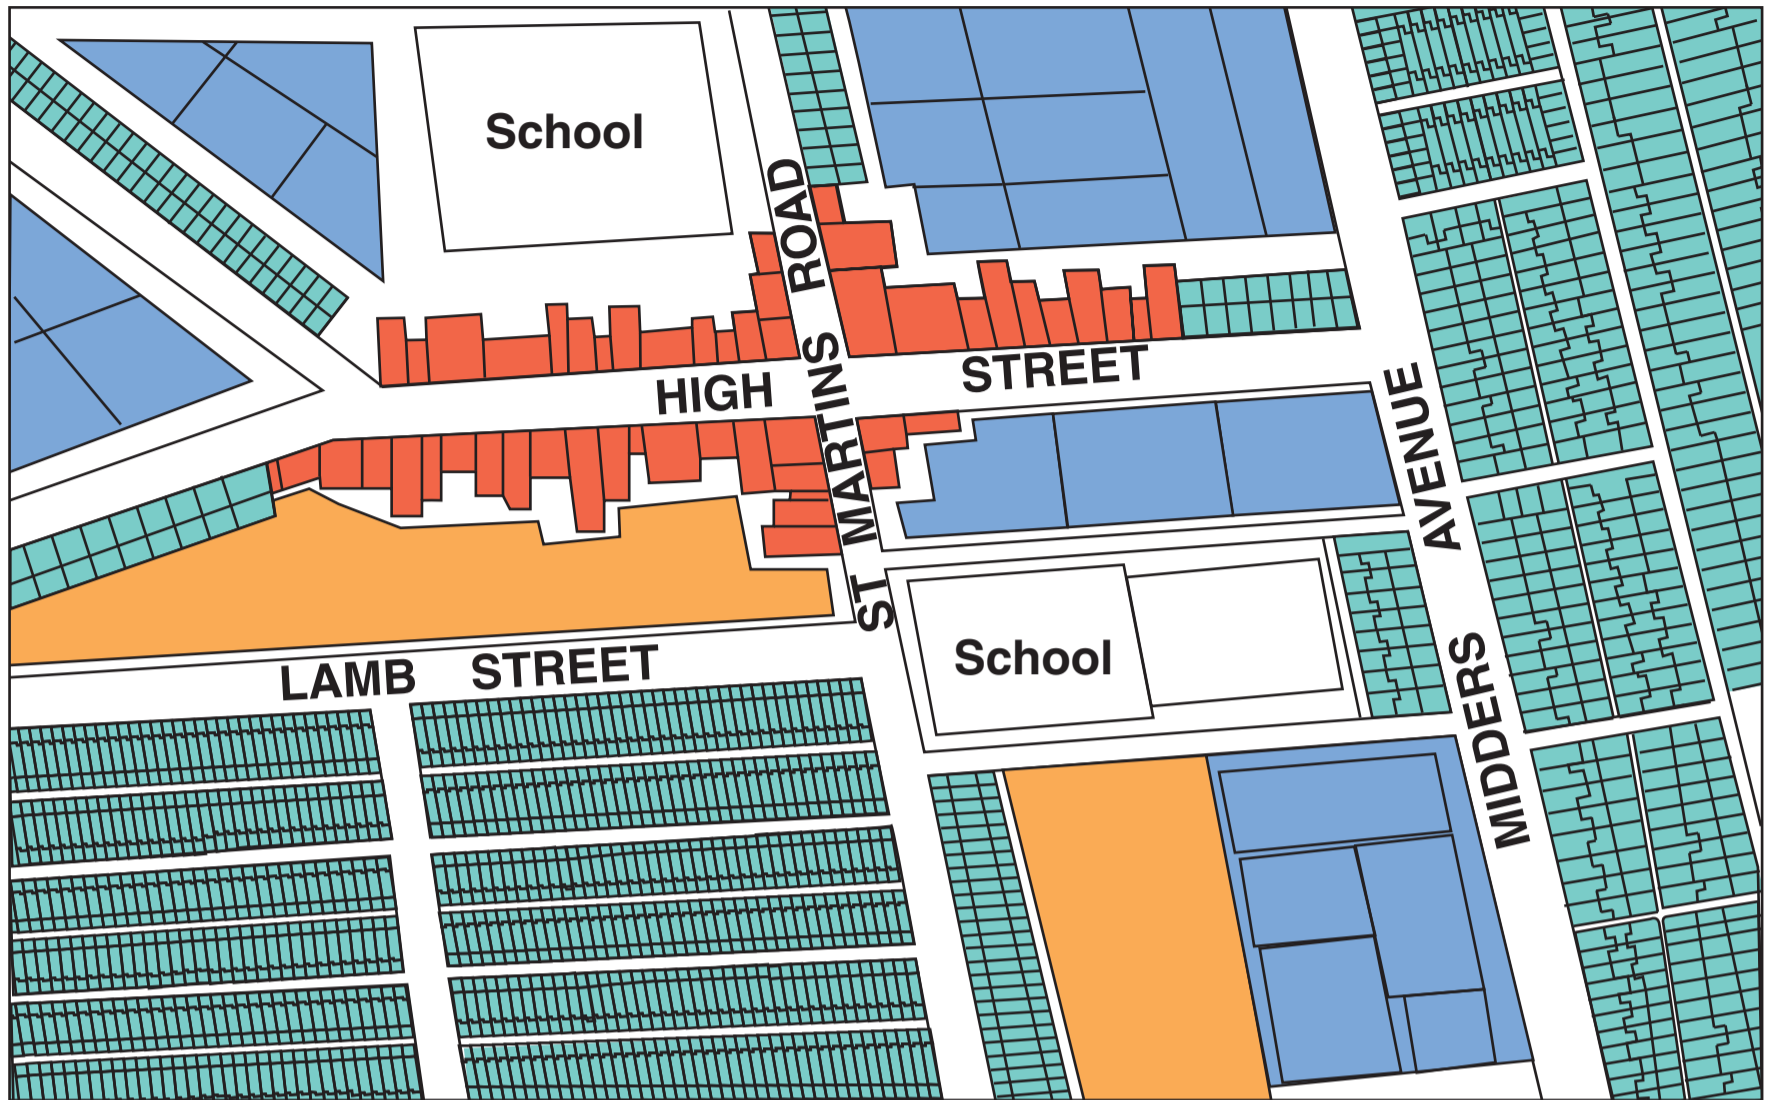 School
ST MARTINS ROAD
HIGH STREET
MIDDERS AVENUE
School
LAMB STREET